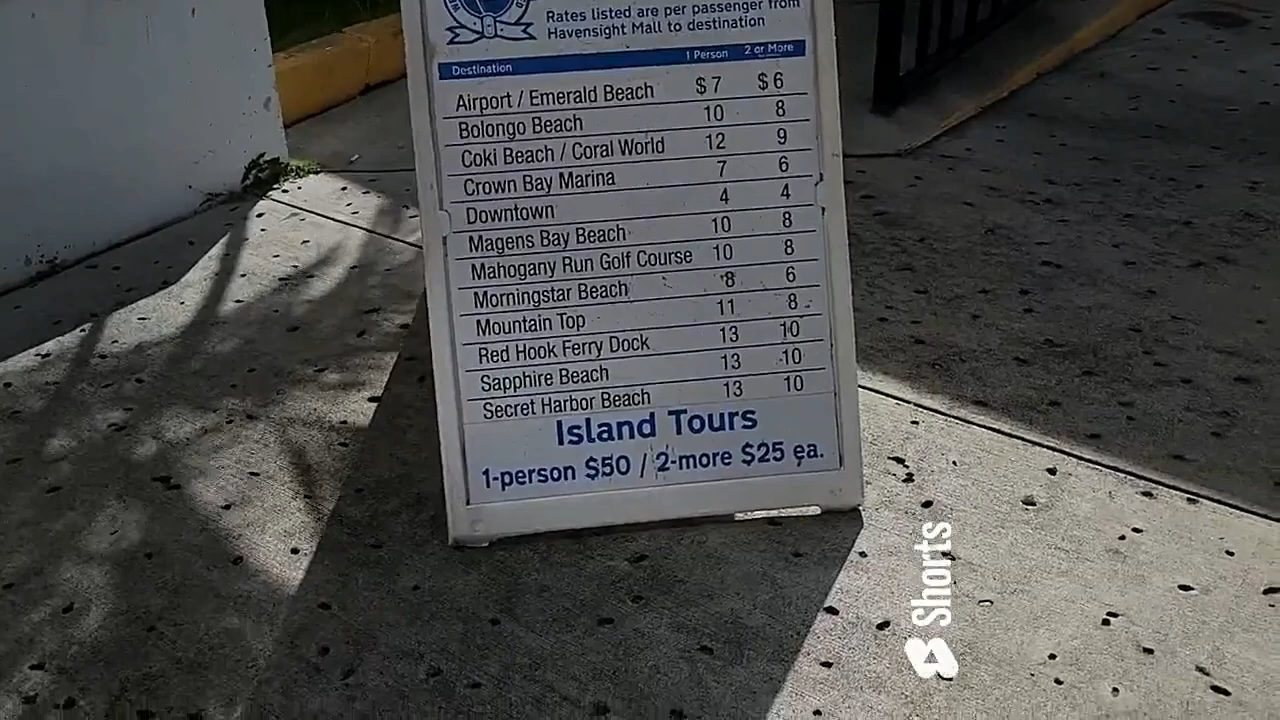 Rates listed are per passenger from
Havensight Mall to destination
Destination 1 Person 2 or More
Airport / Emerald Beach $7 $6
Bolongo Beach 10 8
Coki Beach / Coral World 12 9
Crown Bay Marina 7 6
Downtown 4 4
Magens Bay Beach 10 8
Mahogany Run Golf Course 10 8
Morningstar Beach 8 6
Mountain Top 11 8
Red Hook Ferry Dock 13 10
Sapphire Beach 13 10
Secret Harbor Beach 13 10
Island Tours
1-person $50 / 2-more $25 ea.
Shorts